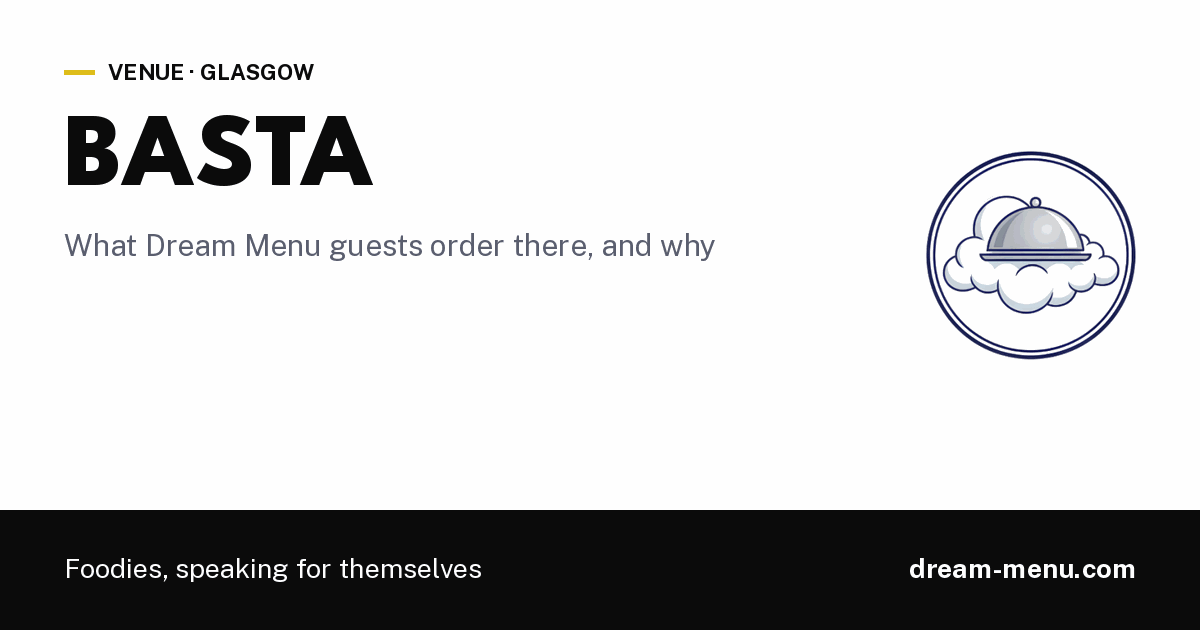 VENUE · GLASGOW
BASTA
What Dream Menu guests order there, and why
Foodies, speaking for themselves
dream-menu.com